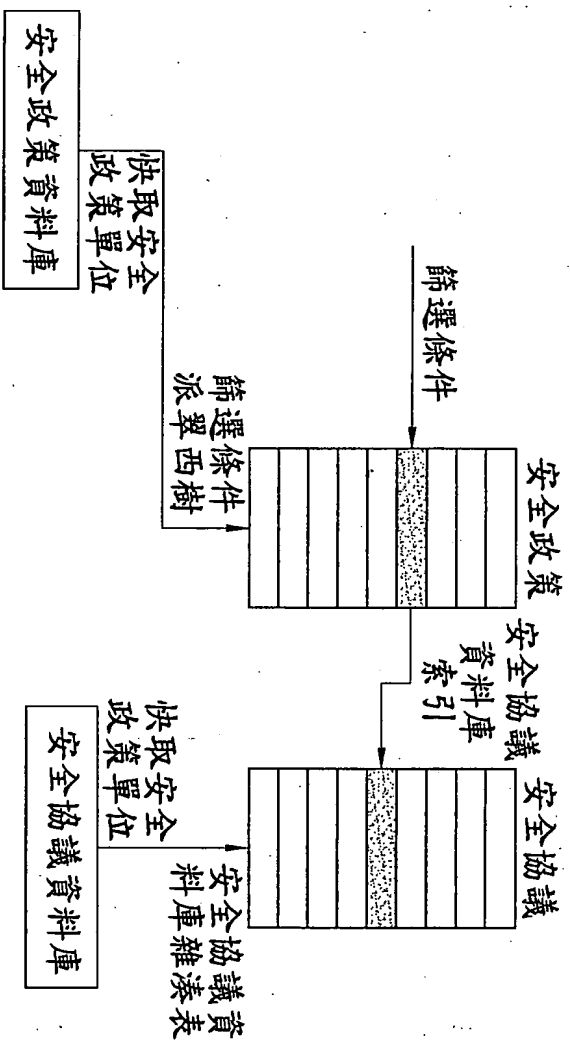 安全政策
安全協議
篩選條件
安全協議
資料庫
索引
篩選條件
派翠西樹
安全協議資
料庫雜湊表
快取安全
政策單位
快取安全
政策單位
安全政策資料庫
安全協議資料庫